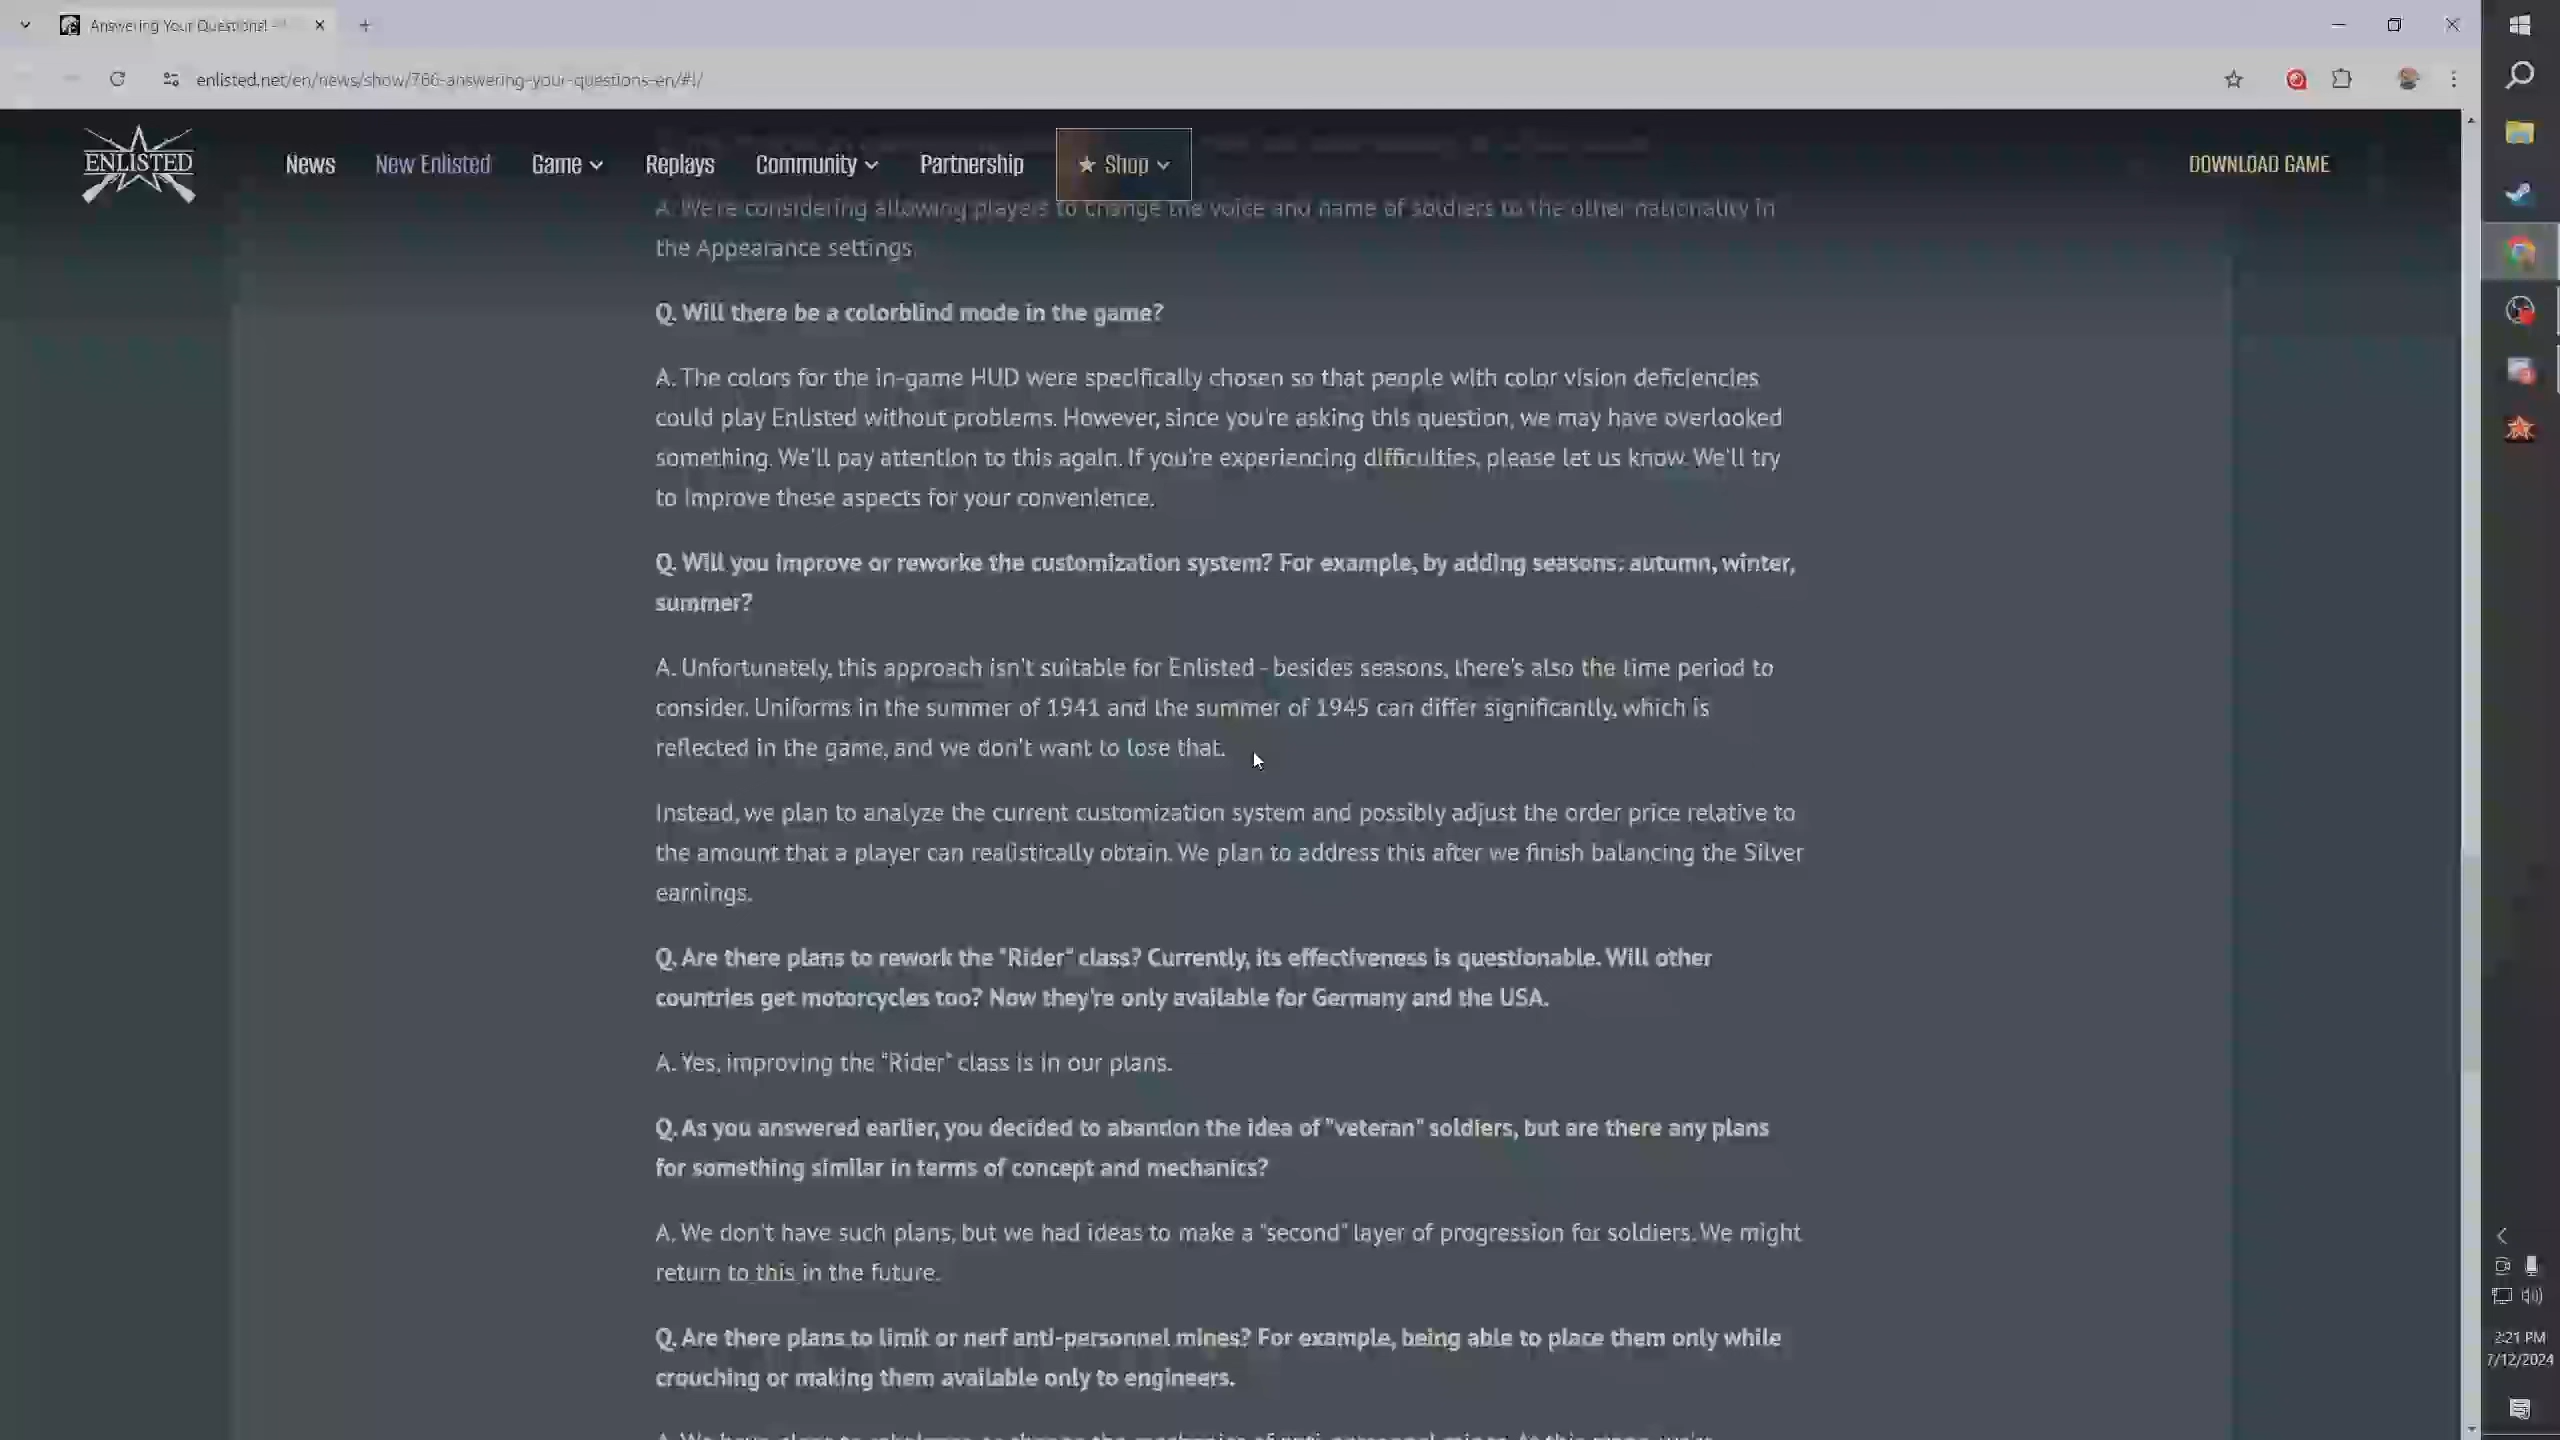 Answering Your Questions! -
enlisted.net/en/news/show/766-answering-your-questions-en/#!/
ENLISTED
News
New Enlisted
Game
Replays
Community
Partnership
★ Shop
DOWNLOAD GAME
A. We're considering allowing players to change the voice and name of soldiers to the other nationality in
the Appearance settings.
Q. Will there be a colorblind mode in the game?
A. The colors for the in-game HUD were specifically chosen so that people with color vision deficiencies
could play Enlisted without problems. However, since you're asking this question, we may have overlooked
something. We'll pay attention to this again. If you're experiencing difficulties, please let us know. We'll try
to improve these aspects for your convenience.
Q. Will you improve or reworke the customization system? For example, by adding seasons: autumn, winter,
summer?
A. Unfortunately, this approach isn't suitable for Enlisted - besides seasons, there's also the time period to
consider. Uniforms in the summer of 1941 and the summer of 1945 can differ significantly, which is
reflected in the game, and we don't want to lose that.
Instead, we plan to analyze the current customization system and possibly adjust the order price relative to
the amount that a player can realistically obtain. We plan to address this after we finish balancing the Silver
earnings.
Q. Are there plans to rework the "Rider" class? Currently, its effectiveness is questionable. Will other
countries get motorcycles too? Now they're only available for Germany and the USA.
A. Yes, improving the "Rider" class is in our plans.
Q. As you answered earlier, you decided to abandon the idea of "veteran" soldiers, but are there any plans
for something similar in terms of concept and mechanics?
A. We don't have such plans, but we had ideas to make a "second" layer of progression for soldiers. We might
return to this in the future.
Q. Are there plans to limit or nerf anti-personnel mines? For example, being able to place them only while
crouching or making them available only to engineers.
2:21 PM
7/12/2024